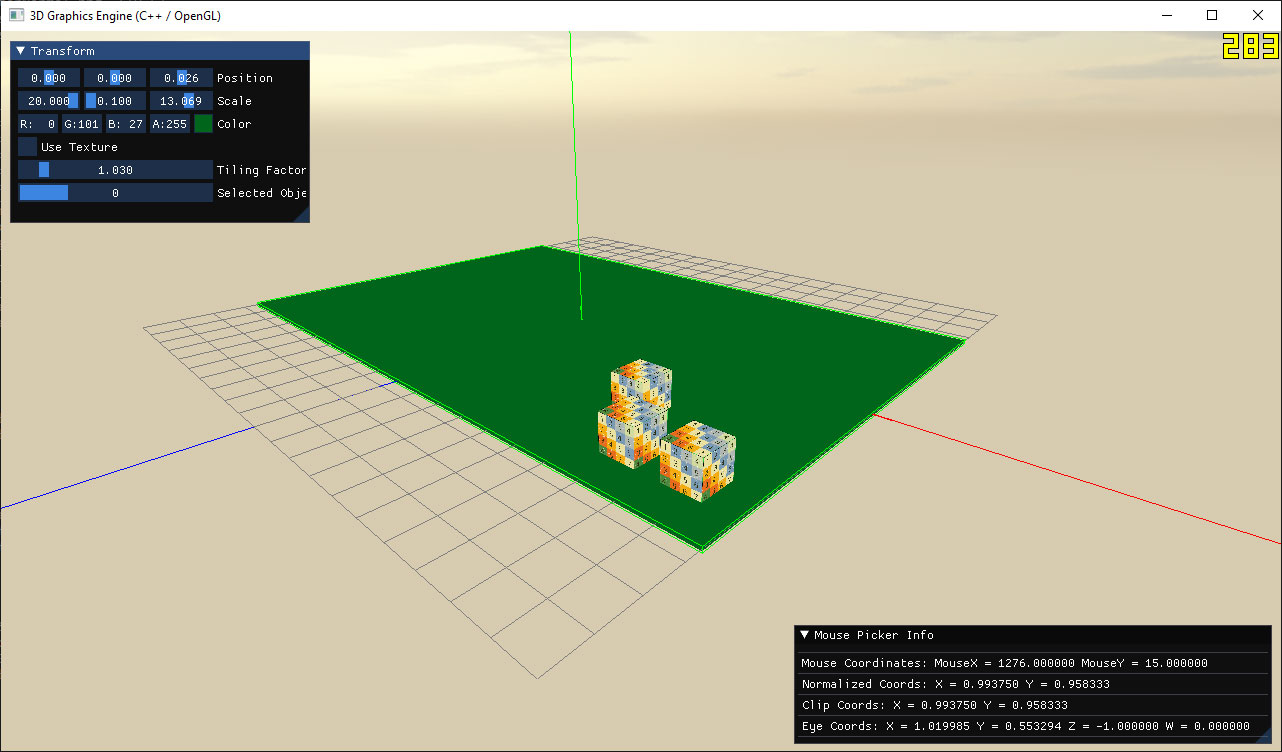 3D Graphics Engine (C++ / OpenGL)
283
Transform
0.000 0.000 0.026 Position
20.000 0.100 13.069 Scale
R: 0 G:101 B: 27 A:255 Color
Use Texture
1.030 Tiling Factor
0 Selected Obje
Mouse Picker Info
Mouse Coordinates: MouseX = 1276.000000 MouseY = 15.000000
Normalized Coords: X = 0.993750 Y = 0.958333
Clip Coords: X = 0.993750 Y = 0.958333
Eye Coords: X = 1.019985 Y = 0.553294 Z = -1.000000 W = 0.000000